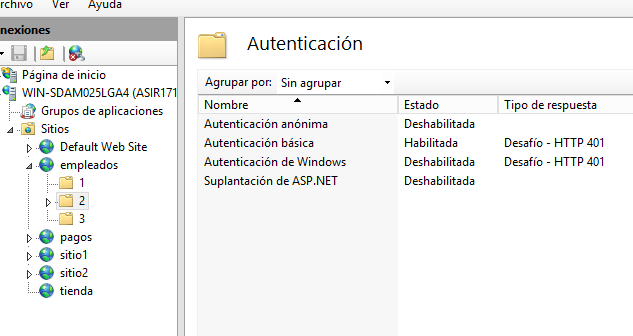 rchivo Ver Ayuda
nexiones
Página de inicio
WIN-SDAM025LGA4 (ASIR171
Grupos de aplicaciones
Sitios
Default Web Site
empleados
1
2
3
pagos
sitio1
sitio2
tienda
Autenticación
Agrupar por: Sin agrupar
Nombre Estado Tipo de respuesta
Autenticación anónima Deshabilitada
Autenticación básica Habilitada Desafío - HTTP 401
Autenticación de Windows Deshabilitada Desafío - HTTP 401
Suplantación de ASP.NET Deshabilitada